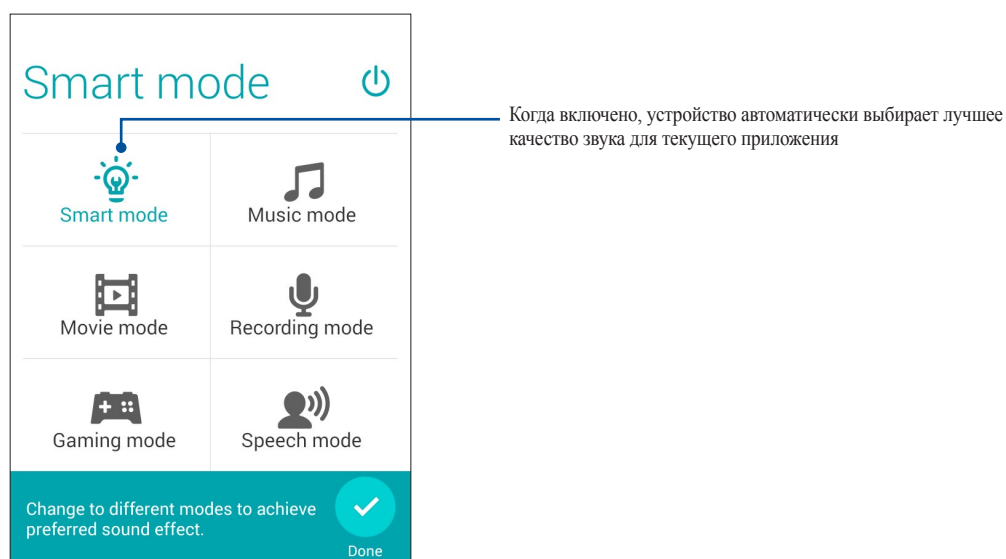 Smart mode
Когда включено, устройство автоматически выбирает лучшее
качество звука для текущего приложения
Smart mode
Music mode
Movie mode
Recording mode
Gaming mode
Speech mode
Change to different modes to achieve
preferred sound effect.
Done